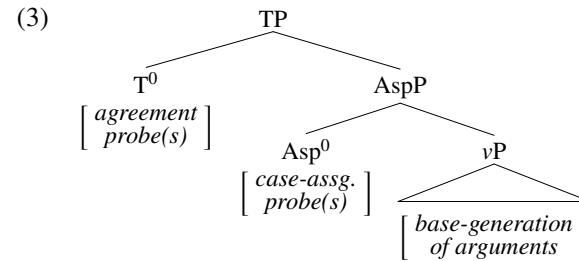 (3)
TP
T⁰
AspP
[ agreement
probe(s) ]
Asp⁰
vP
[ case-assg.
probe(s) ]
[ base-generation
of arguments